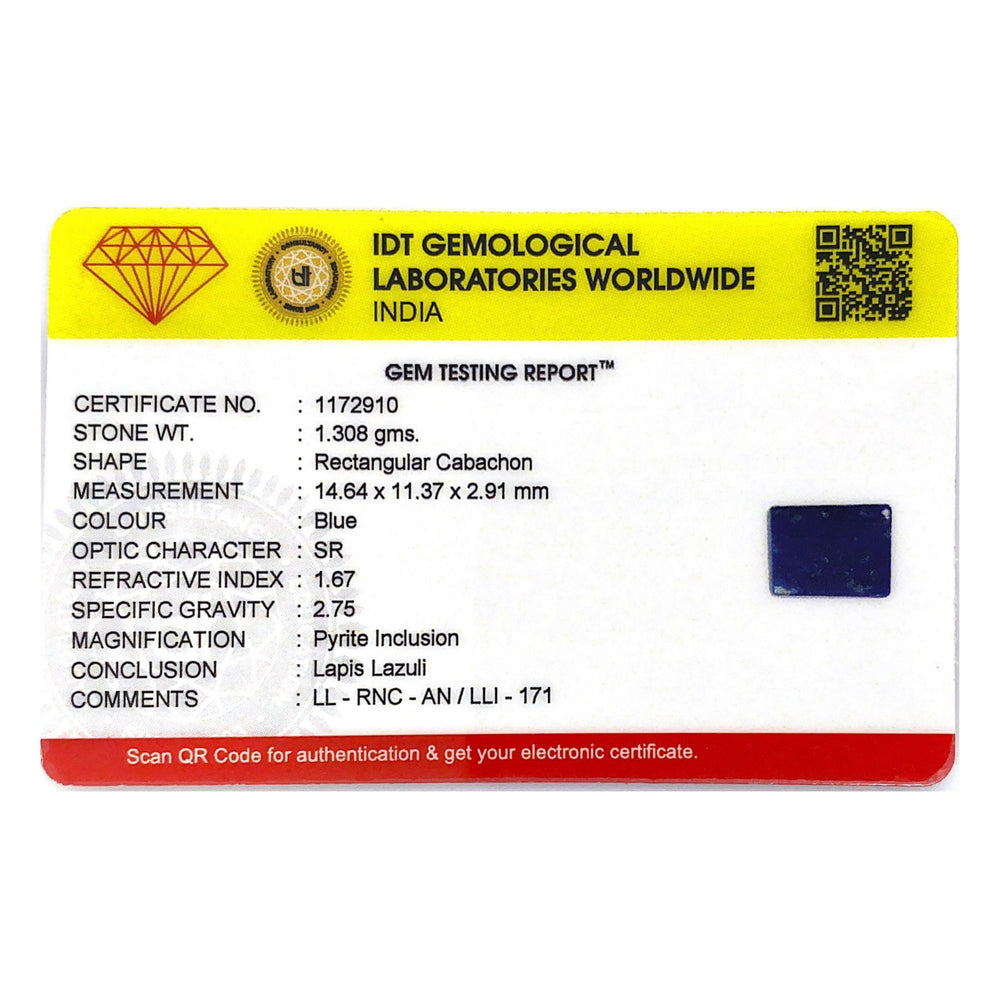 IDT GEMOLOGICAL
LABORATORIES WORLDWIDE
INDIA
GEM TESTING REPORT™
CERTIFICATE NO. : 1172910
STONE WT. : 1.308 gms.
SHAPE : Rectangular Cabachon
MEASUREMENT : 14.64 x 11.37 x 2.91 mm
COLOUR : Blue
OPTIC CHARACTER : SR
REFRACTIVE INDEX : 1.67
SPECIFIC GRAVITY : 2.75
MAGNIFICATION : Pyrite Inclusion
CONCLUSION : Lapis Lazuli
COMMENTS : LL - RNC - AN / LLI - 171
Scan QR Code for authentication & get your electronic certificate.